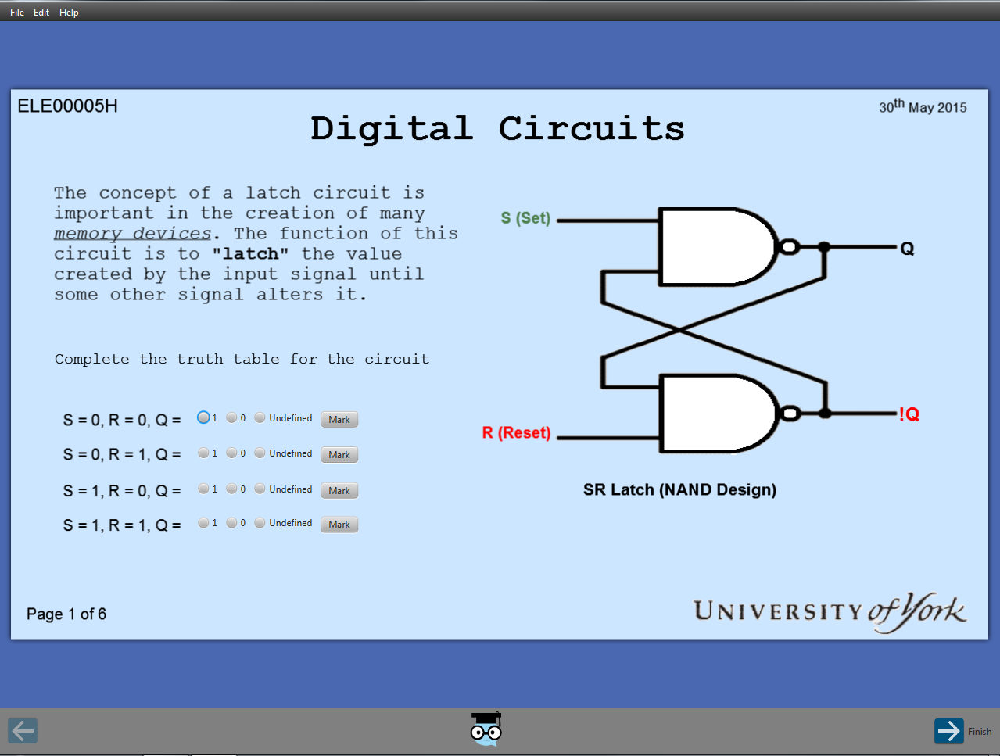 File Edit Help
ELE00005H
30th May 2015
Digital Circuits
The concept of a latch circuit is
important in the creation of many
memory devices. The function of this
circuit is to "latch" the value
created by the input signal until
some other signal alters it.
Complete the truth table for the circuit
S = 0, R = 0, Q = 1 0 Undefined Mark
S = 0, R = 1, Q = 1 0 Undefined Mark
S = 1, R = 0, Q = 1 0 Undefined Mark
S = 1, R = 1, Q = 1 0 Undefined Mark
S (Set)
Q
R (Reset)
!Q
SR Latch (NAND Design)
Page 1 of 6
UNIVERSITY of York
Finish